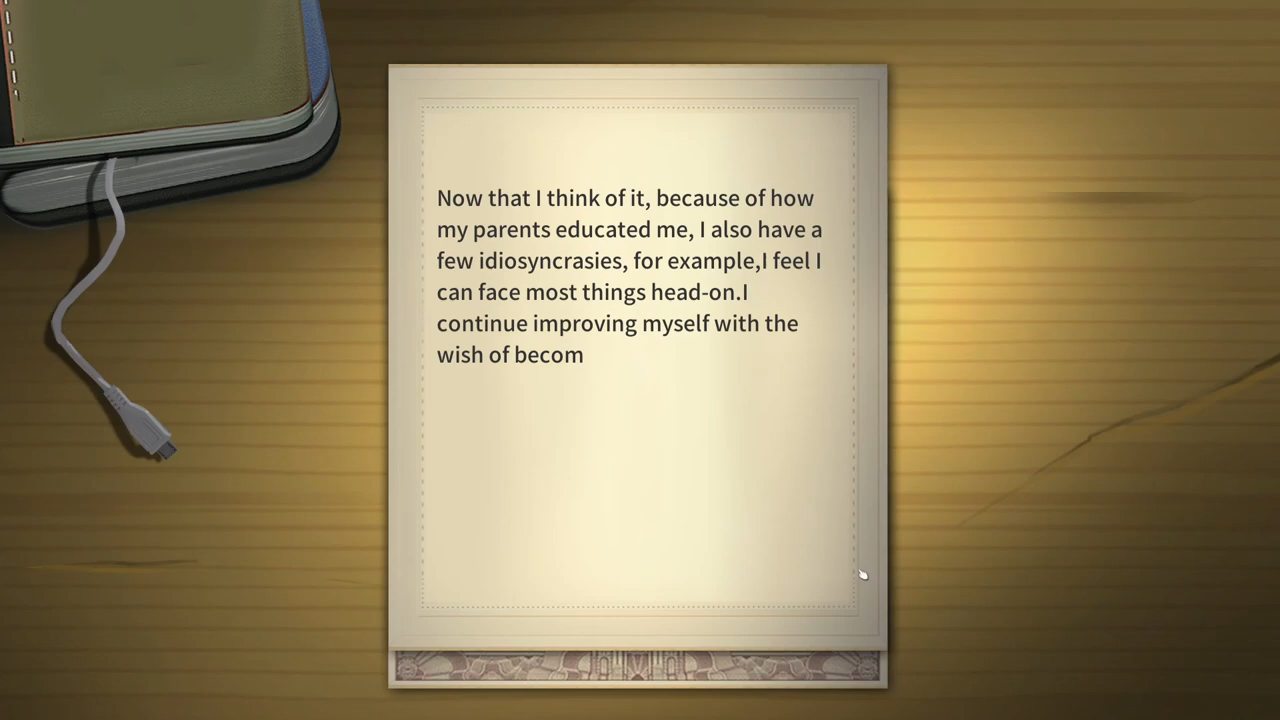 Now that I think of it, because of how
my parents educated me, I also have a
few idiosyncrasies, for example,I feel I
can face most things head-on.I
continue improving myself with the
wish of becom